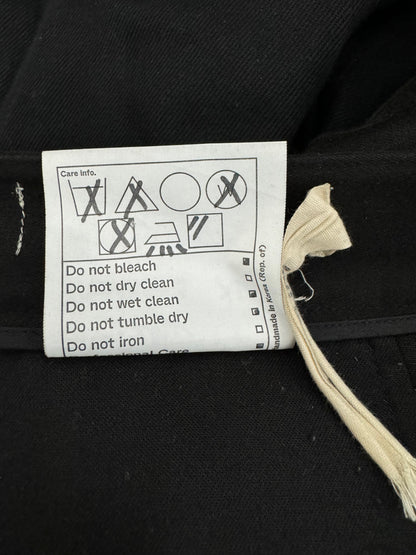 Care info.
Do not bleach
Do not dry clean
Do not wet clean
Do not tumble dry
Do not iron
Handmade in Korea (Rep. of)